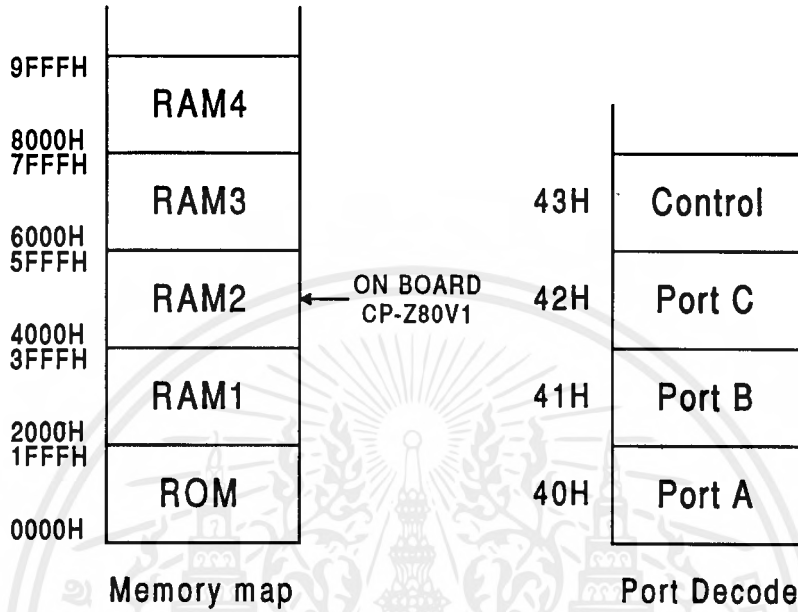 9FFFH
RAM4
8000H
7FFFH
RAM3
6000H
5FFFH
RAM2
4000H
3FFFH
RAM1
2000H
1FFFH
ROM
0000H
Memory map
ON BOARD
CP-Z80V1
43H Control
42H Port C
41H Port B
40H Port A
Port Decode